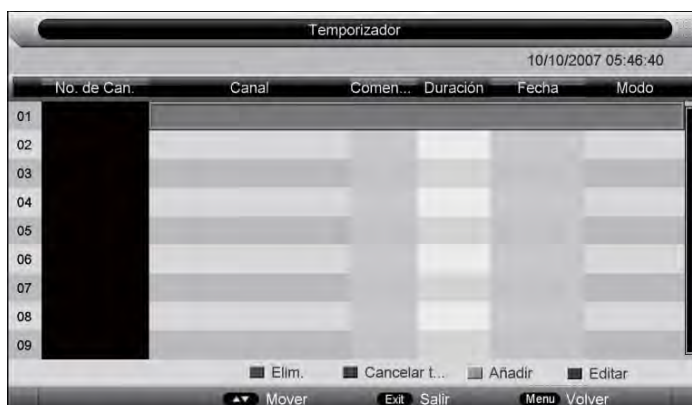 Temporizador
10/10/2007 05:46:40
No. de Can. Canal Comen... Duración Fecha Modo
01
02
03
04
05
06
07
08
09
Elim. Cancelar t... Añadir Editar
Mover Exit Salir Menu Volver